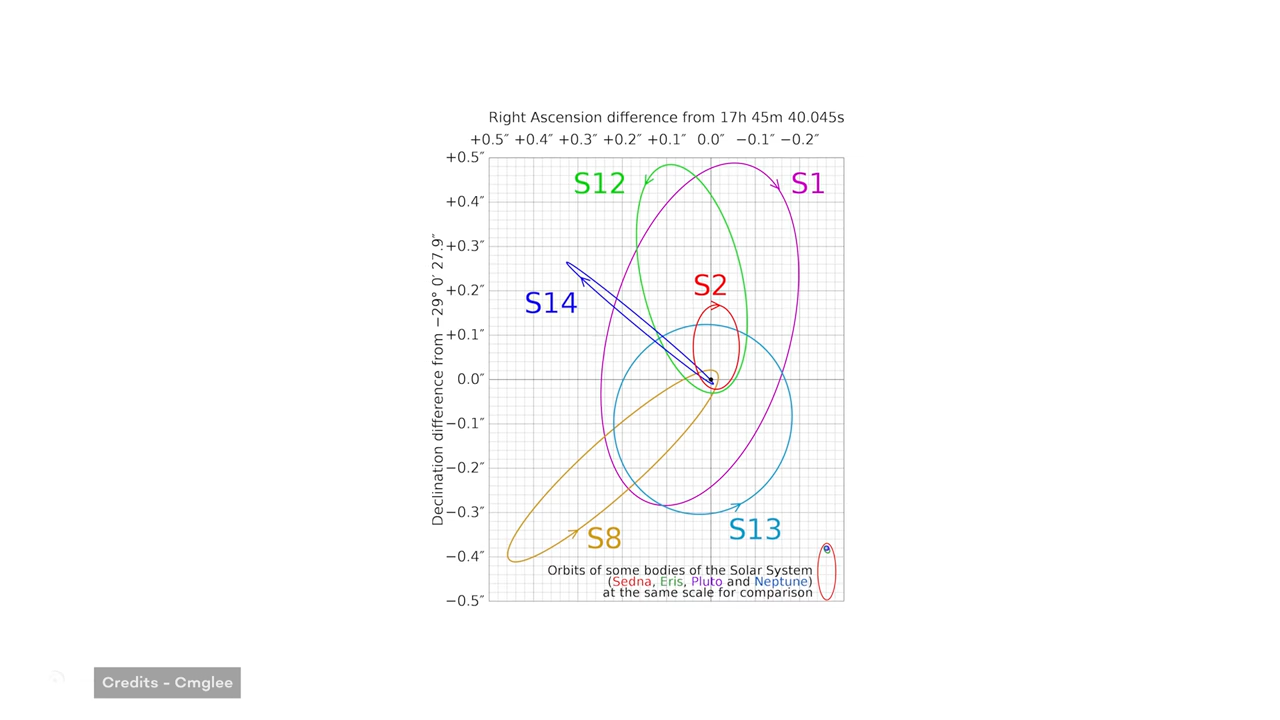 Right Ascension difference from 17h 45m 40.045s
+0.5″ +0.4″ +0.3″ +0.2″ +0.1″ 0.0″ −0.1″ −0.2″
+0.5″
S12
S1
+0.4″
+0.3″
Declination difference from −29° 0′ 27.9″
S2
+0.2″
S14
+0.1″
0.0″
−0.1″
−0.2″
−0.3″
S13
S8
−0.4″
Orbits of some bodies of the Solar System
(Sedna, Eris, Pluto and Neptune)
at the same scale for comparison
−0.5″
Credits - Cmglee